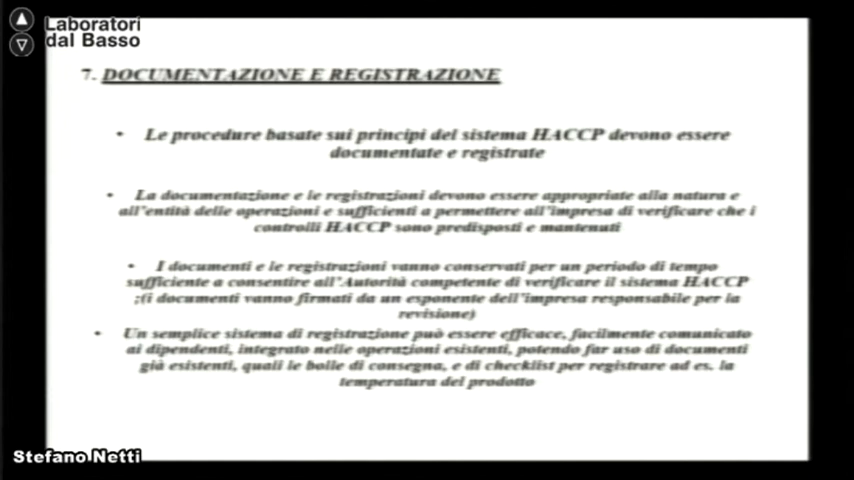 Laboratori
dal Basso
7. DOCUMENTAZIONE E REGISTRAZIONE
• Le procedure basate sui principi del sistema HACCP devono essere
documentate e registrate
• La documentazione e le registrazioni devono essere appropriate alla natura e
all'entità delle operazioni e sufficienti a permettere all'impresa di verificare che i
controlli HACCP sono predisposti e mantenuti
• I documenti e le registrazioni vanno conservati per un periodo di tempo
sufficiente a consentire all'Autorità competente di verificare il sistema HACCP
;(i documenti vanno firmati da un esponente dell'impresa responsabile per la
revisione)
• Un semplice sistema di registrazione può essere efficace, facilmente comunicato
ai dipendenti, integrato nelle operazioni esistenti, potendo far uso di documenti
già esistenti, quali le bolle di consegna, e di checklist per registrare ad es. la
temperatura del prodotto
Stefano Netti